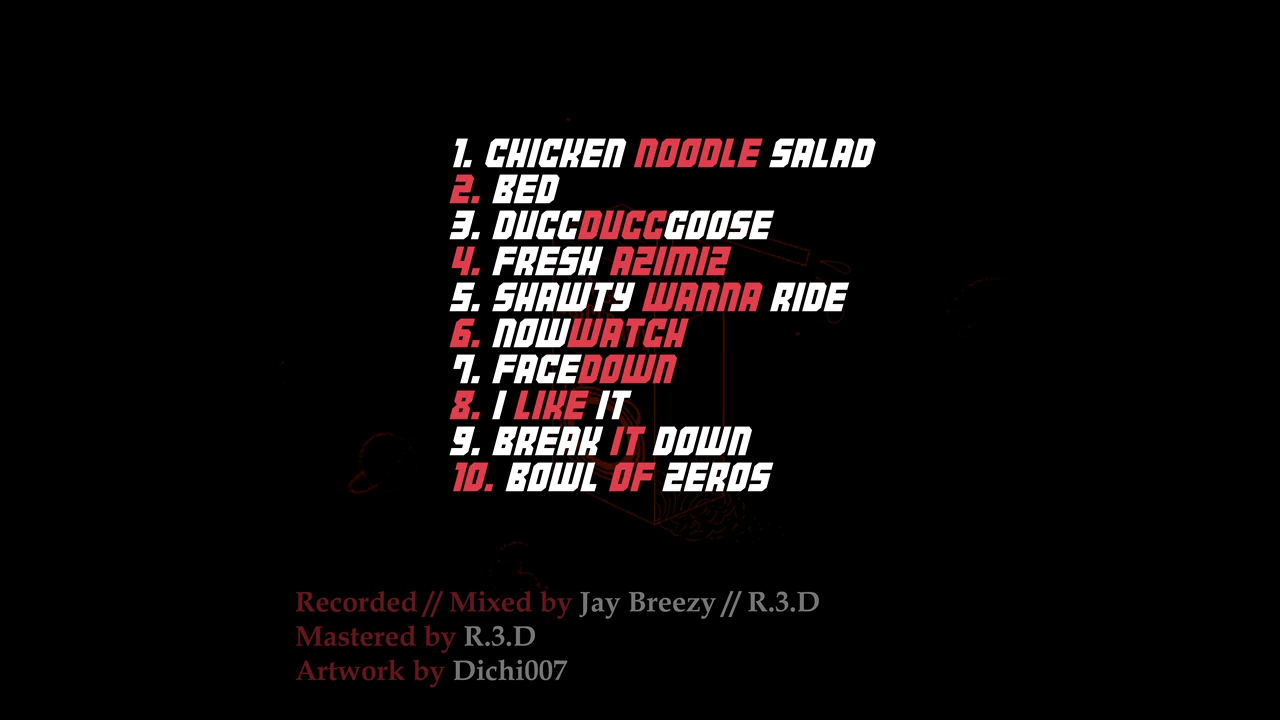 1. CHICKEN NOODLE SALAD
2. BED
3. DUCCDUCCGOOSE
4. FRESH AZIMIZ
5. SHAWTY WANNA RIDE
6. NOWWATCH
7. FACEDOWN
8. I LIKE IT
9. BREAK IT DOWN
10. BOWL OF ZEROS
Recorded // Mixed by Jay Breezy // R.3.D
Mastered by R.3.D
Artwork by Dichi007